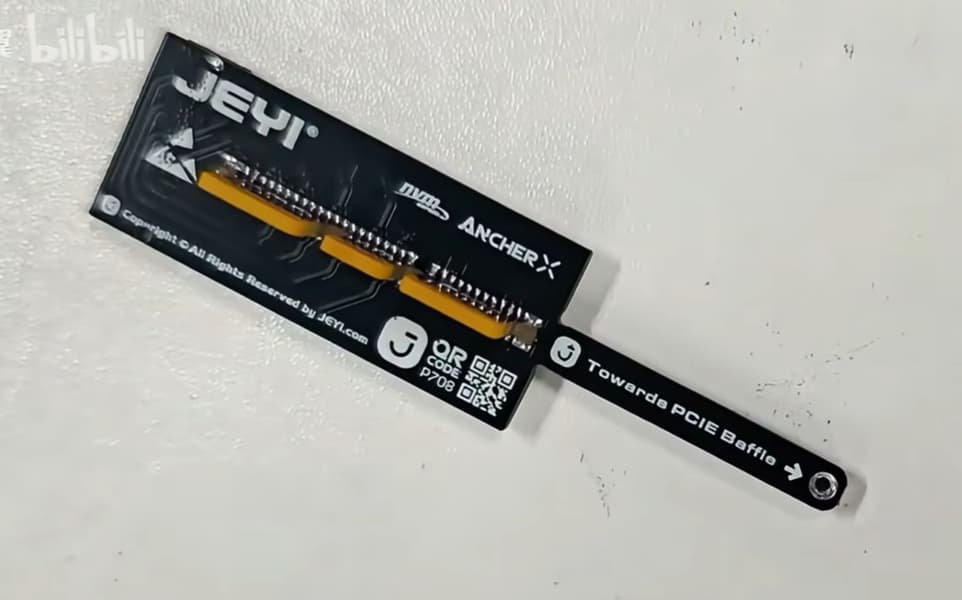 bilibili
JEYI®
nvm
ANCHER X
Copyright ©All Rights Reserved by JEYI.com
QR
CODE
P708
Towards PCIE Baffle →